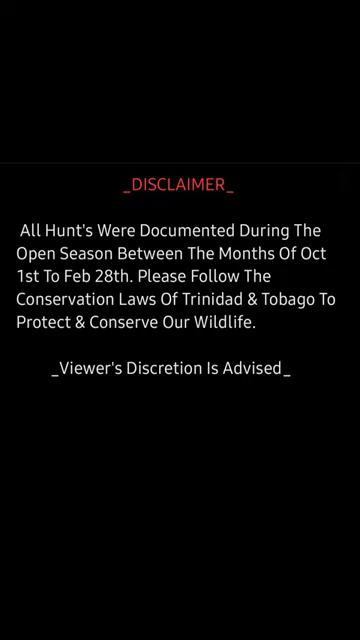 _DISCLAIMER_
All Hunt's Were Documented During The
Open Season Between The Months Of Oct
1st To Feb 28th. Please Follow The
Conservation Laws Of Trinidad & Tobago To
Protect & Conserve Our Wildlife.
_Viewer's Discretion Is Advised_